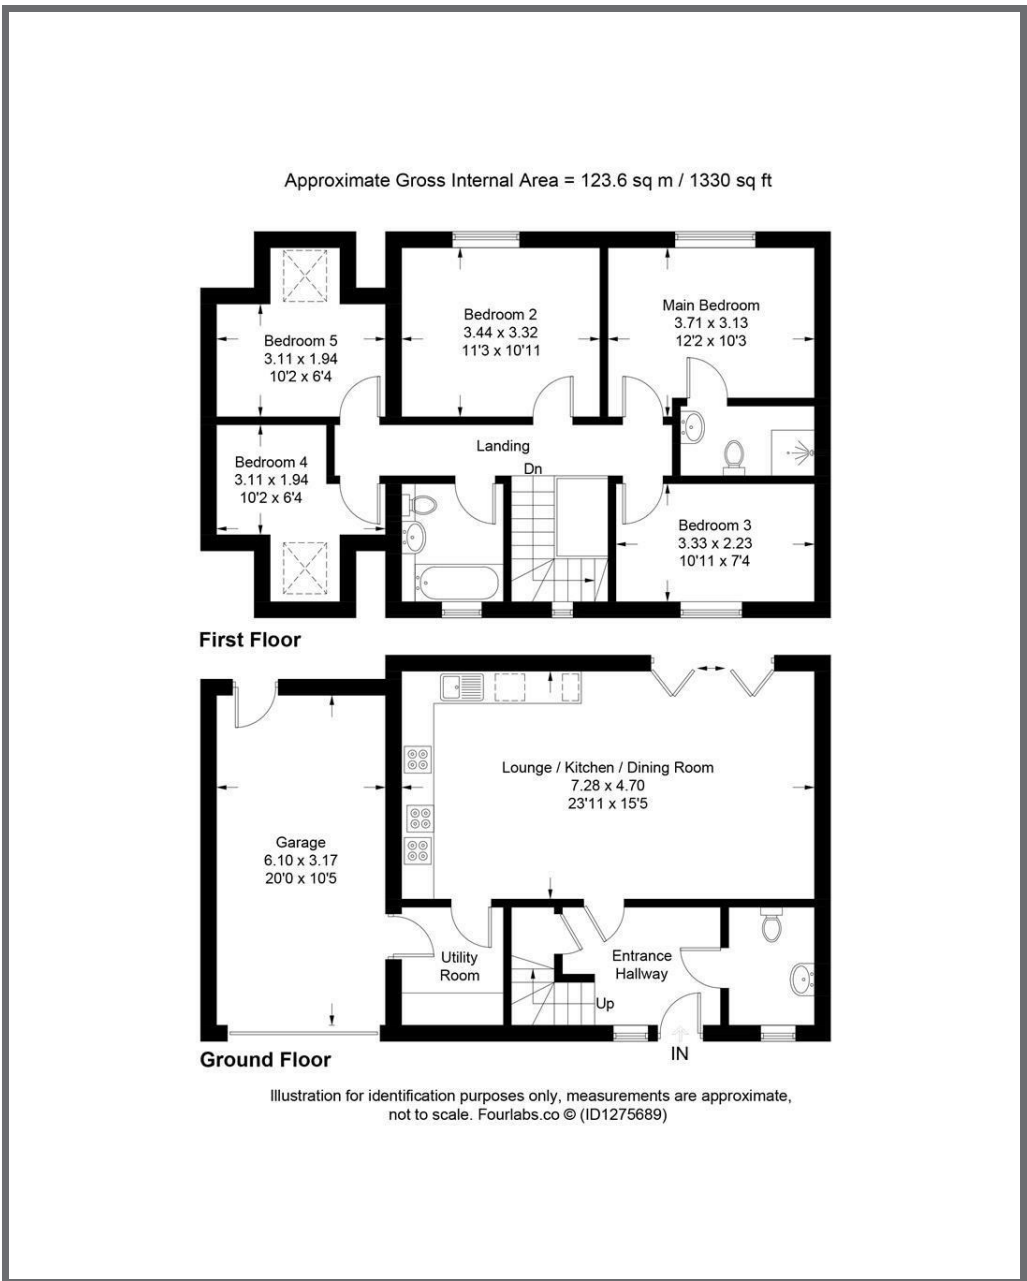 Approximate Gross Internal Area = 123.6 sq m / 1330 sq ft
Bedroom 5
3.11 x 1.94
10'2 x 6'4
Bedroom 2
3.44 x 3.32
11'3 x 10'11
Main Bedroom
3.71 x 3.13
12'2 x 10'3
Bedroom 4
3.11 x 1.94
10'2 x 6'4
Landing
Dn
Bedroom 3
3.33 x 2.23
10'11 x 7'4
First Floor
Lounge / Kitchen / Dining Room
7.28 x 4.70
23'11 x 15'5
Garage
6.10 x 3.17
20'0 x 10'5
Utility
Room
Entrance
Hallway
Up
IN
Ground Floor
Illustration for identification purposes only, measurements are approximate,
not to scale. Fourlabs.co © (ID1275689)